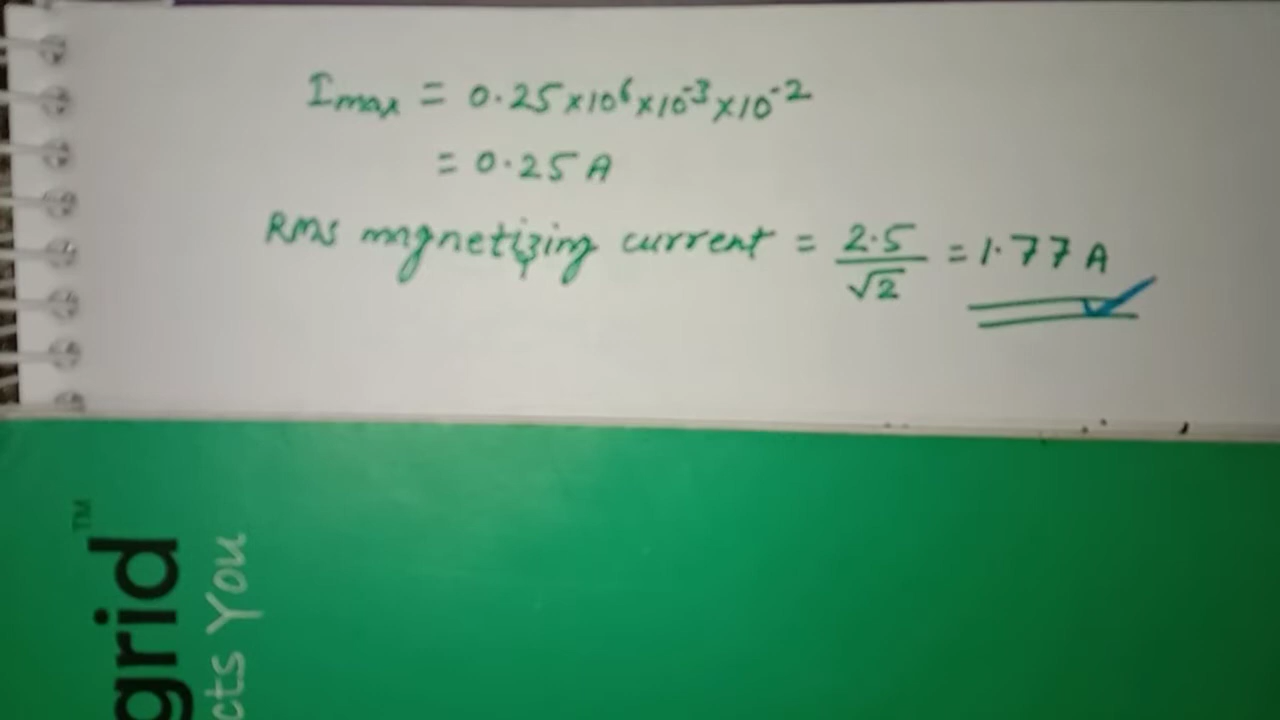 Imax = 0.25×10⁶×10⁻³×10⁻²
= 0.25 A
RMS mgnetizing current = 2.5/√2 = 1.77 A
grid™
cts You